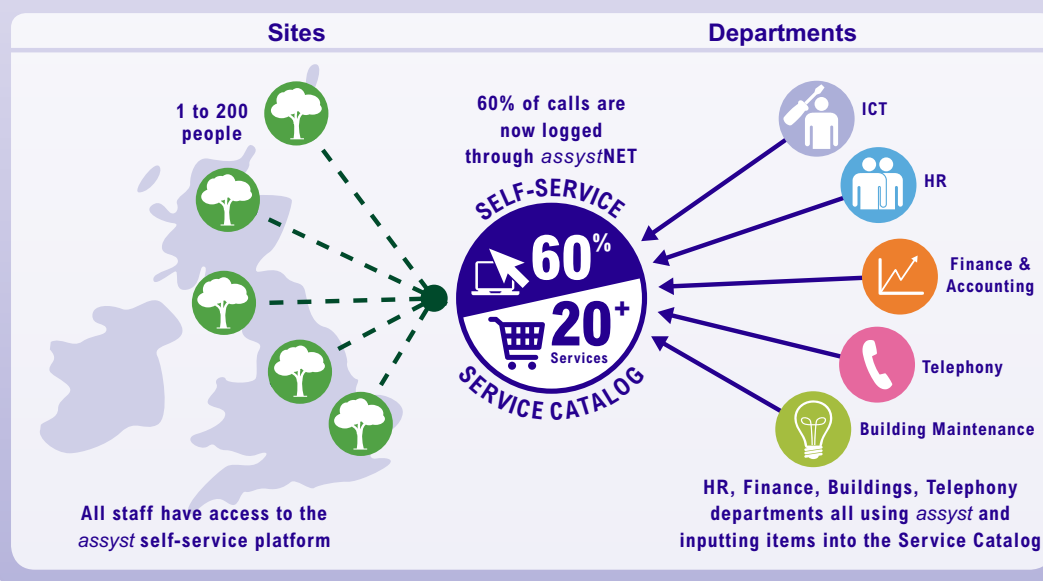 Sites
Departments
1 to 200
people
60% of calls are
now logged
through assystNET
SELF-SERVICE
60%
20+
Services
SERVICE CATALOG
ICT
HR
Finance &
Accounting
Telephony
Building Maintenance
All staff have access to the
assyst self-service platform
HR, Finance, Buildings, Telephony
departments all using assyst and
inputting items into the Service Catalog